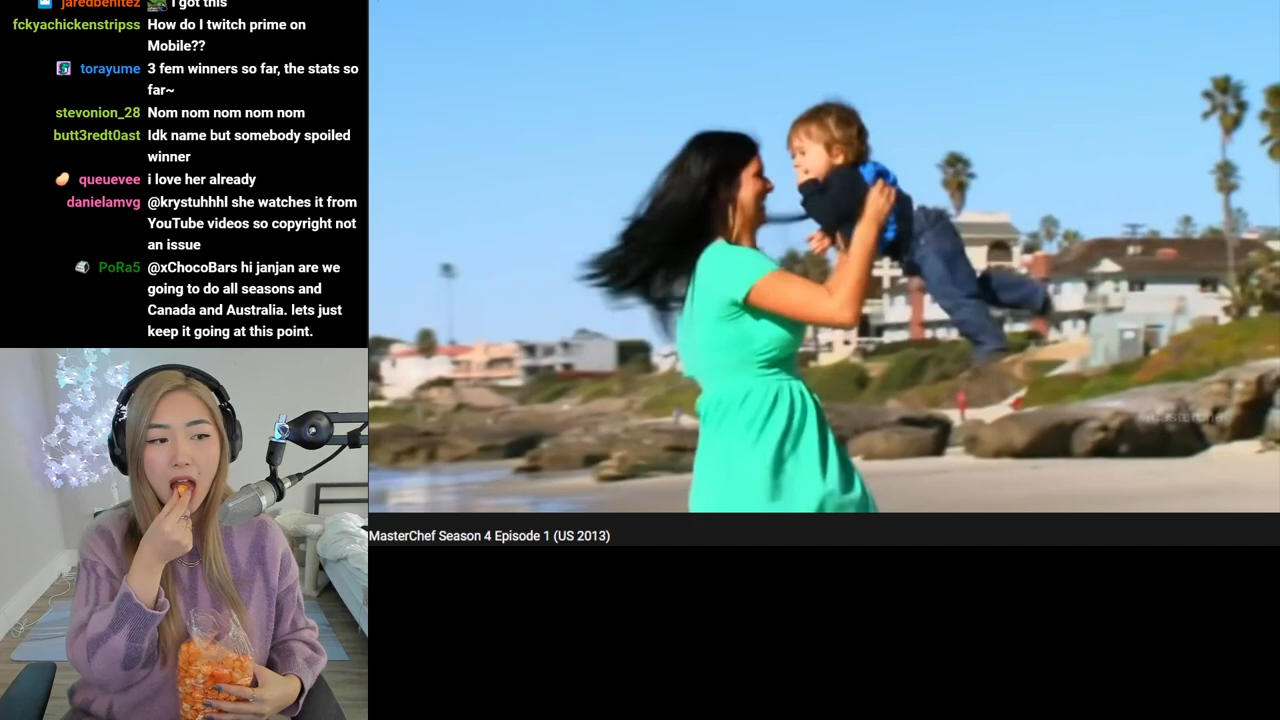 jaredbenitez I got this
fckyachickenstripss How do I twitch prime on
Mobile??
torayume 3 fem winners so far, the stats so
far~
stevonion_28 Nom nom nom nom nom
butt3redt0ast Idk name but somebody spoiled
winner
queuevee i love her already
danielamvg @krystuhhhl she watches it from
YouTube videos so copyright not
an issue
PoRa5 @xChocoBars hi janjan are we
going to do all seasons and
Canada and Australia. lets just
keep it going at this point.
MasterChef Season 4 Episode 1 (US 2013)